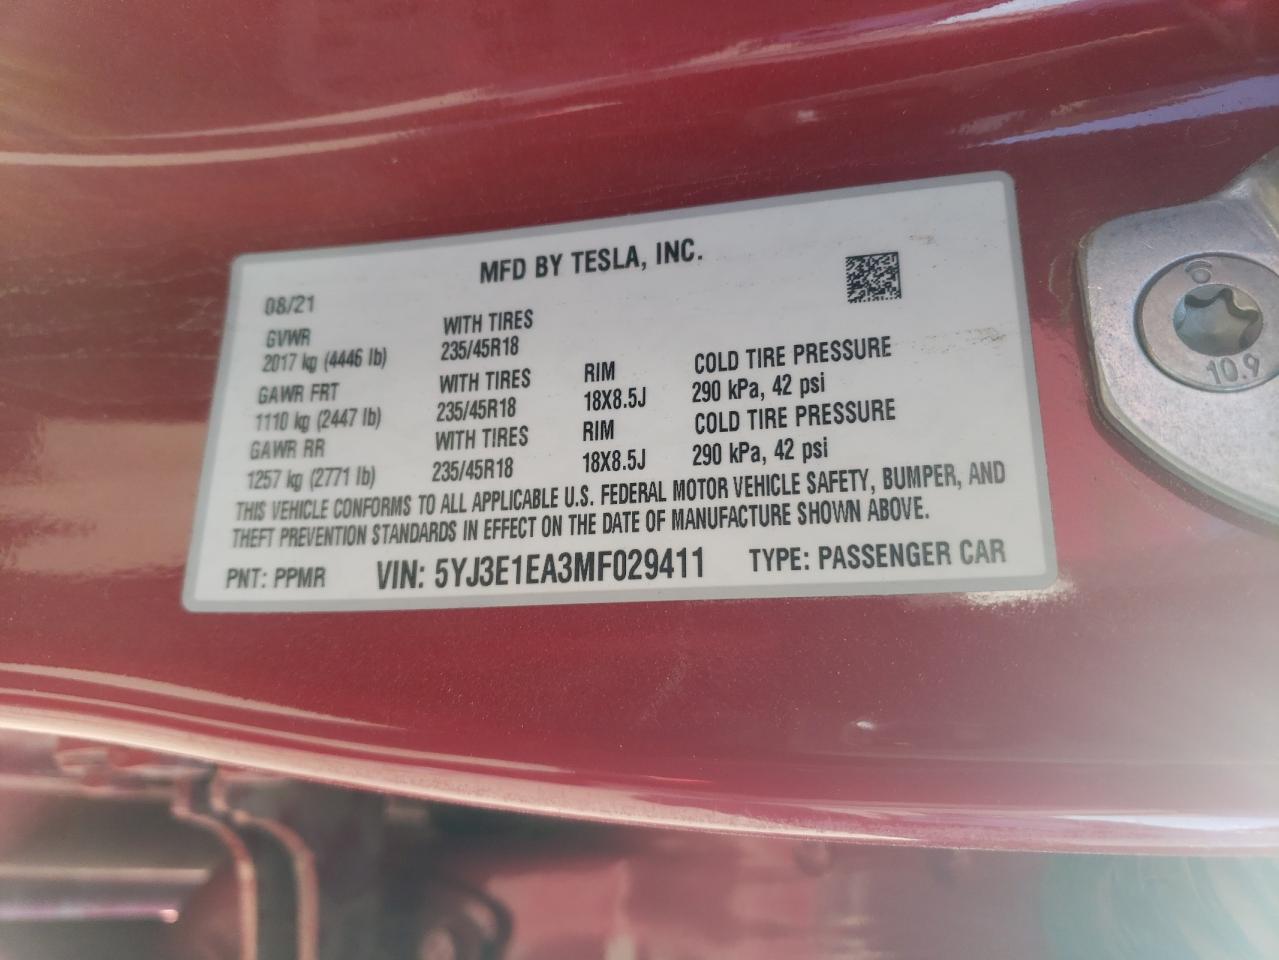 MFD BY TESLA, INC.
08/21
GVWR WITH TIRES
2017 kg (4446 lb) 235/45R18
GAWR FRT WITH TIRES RIM COLD TIRE PRESSURE
1110 kg (2447 lb) 235/45R18 18X8.5J 290 kPa, 42 psi
GAWR RR WITH TIRES RIM COLD TIRE PRESSURE
1257 kg (2771 lb) 235/45R18 18X8.5J 290 kPa, 42 psi
THIS VEHICLE CONFORMS TO ALL APPLICABLE U.S. FEDERAL MOTOR VEHICLE SAFETY, BUMPER, AND
THEFT PREVENTION STANDARDS IN EFFECT ON THE DATE OF MANUFACTURE SHOWN ABOVE.
PNT: PPMR VIN: 5YJ3E1EA3MF029411 TYPE: PASSENGER CAR
10.9